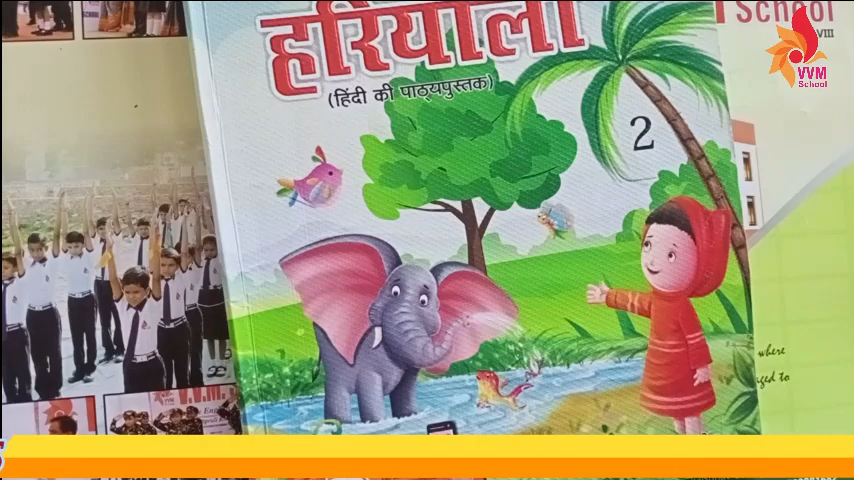 हरियाली
(हिंदी की पाठ्यपुस्तक)
2
School
VIII
VVM
School
where
ged to